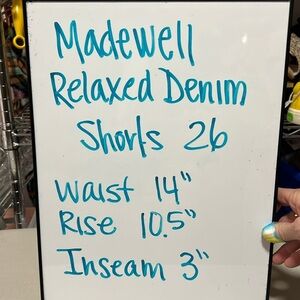 Madewell
Relaxed Denim
Shorts 26
Waist 14"
Rise 10.5"
Inseam 3"